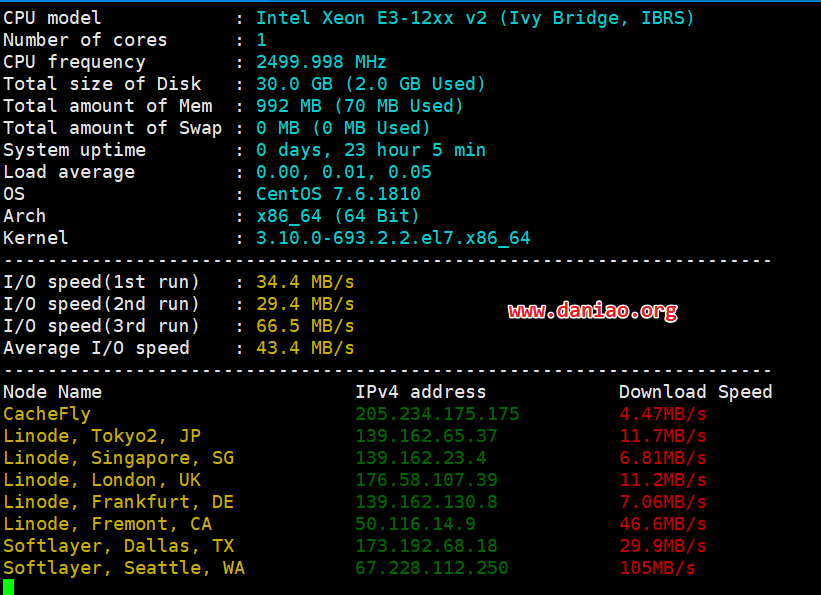 CPU model            : Intel Xeon E3-12xx v2 (Ivy Bridge, IBRS)
Number of cores      : 1
CPU frequency        : 2499.998 MHz
Total size of Disk   : 30.0 GB (2.0 GB Used)
Total amount of Mem  : 992 MB (70 MB Used)
Total amount of Swap : 0 MB (0 MB Used)
System uptime        : 0 days, 23 hour 5 min
Load average         : 0.00, 0.01, 0.05
OS                   : CentOS 7.6.1810
Arch                 : x86_64 (64 Bit)
Kernel               : 3.10.0-693.2.2.el7.x86_64
----------------------------------------------------------------------
I/O speed(1st run)   : 34.4 MB/s
I/O speed(2nd run)   : 29.4 MB/s
www.daniao.org
I/O speed(3rd run)   : 66.5 MB/s
Average I/O speed    : 43.4 MB/s
----------------------------------------------------------------------
Node Name                       IPv4 address            Download Speed
CacheFly                        205.234.175.175         4.47MB/s
Linode, Tokyo2, JP              139.162.65.37           11.7MB/s
Linode, Singapore, SG           139.162.23.4            6.81MB/s
Linode, London, UK              176.58.107.39           11.2MB/s
Linode, Frankfurt, DE           139.162.130.8           7.06MB/s
Linode, Fremont, CA             50.116.14.9             46.6MB/s
Softlayer, Dallas, TX           173.192.68.18           29.9MB/s
Softlayer, Seattle, WA          67.228.112.250          105MB/s